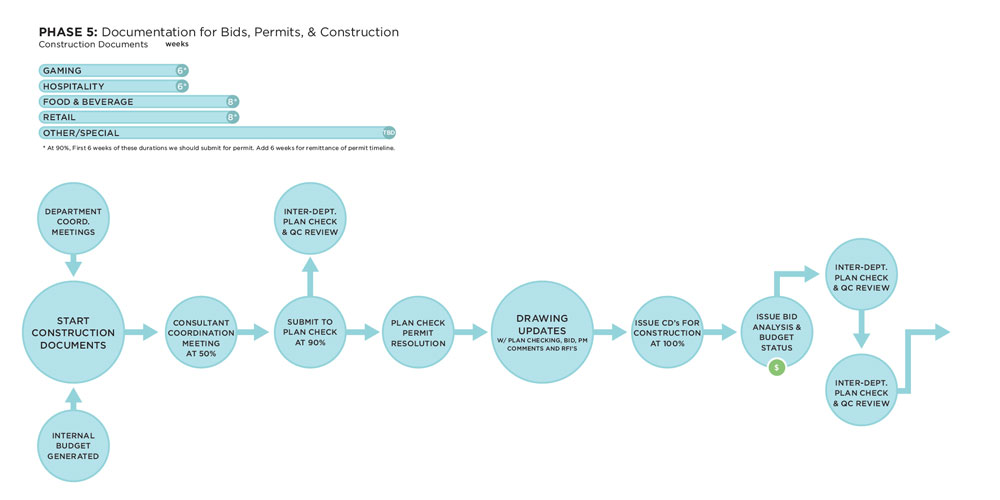 PHASE 5: Documentation for Bids, Permits, & Construction
Construction Documents weeks
GAMING 6*
HOSPITALITY 6*
FOOD & BEVERAGE 8*
RETAIL 8*
OTHER/SPECIAL TBD
* At 90%, First 6 weeks of these durations we should submit for permit. Add 6 weeks for remittance of permit timeline.
DEPARTMENT
COORD.
MEETINGS
START
CONSTRUCTION
DOCUMENTS
INTERNAL
BUDGET
GENERATED
CONSULTANT
COORDINATION
MEETING
AT 50%
INTER-DEPT.
PLAN CHECK
& QC REVIEW
SUBMIT TO
PLAN CHECK
AT 90%
PLAN CHECK
PERMIT
RESOLUTION
DRAWING
UPDATES
W/ PLAN CHECKING, BID, PM
COMMENTS AND RFI'S
ISSUE CD's FOR
CONSTRUCTION
AT 100%
ISSUE BID
ANALYSIS &
BUDGET
STATUS
$
INTER-DEPT.
PLAN CHECK
& QC REVIEW
INTER-DEPT.
PLAN CHECK
& QC REVIEW